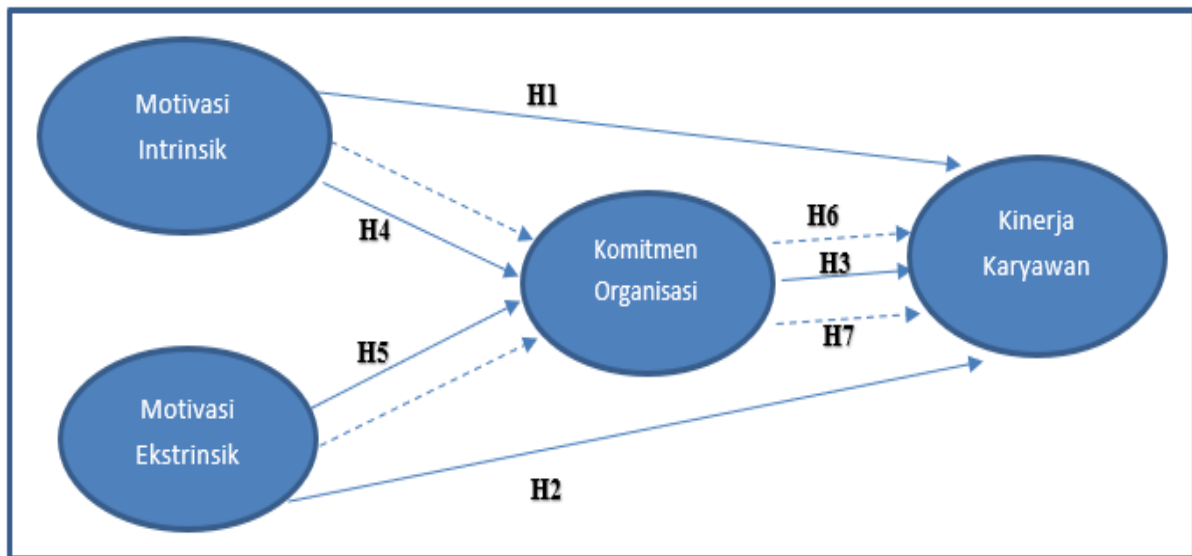 Motivasi
Intrinsik
H1
H4
Komitmen
Organisasi
H6
H3
H7
Kinerja
Karyawan
H5
Motivasi
Ekstrinsik
H2